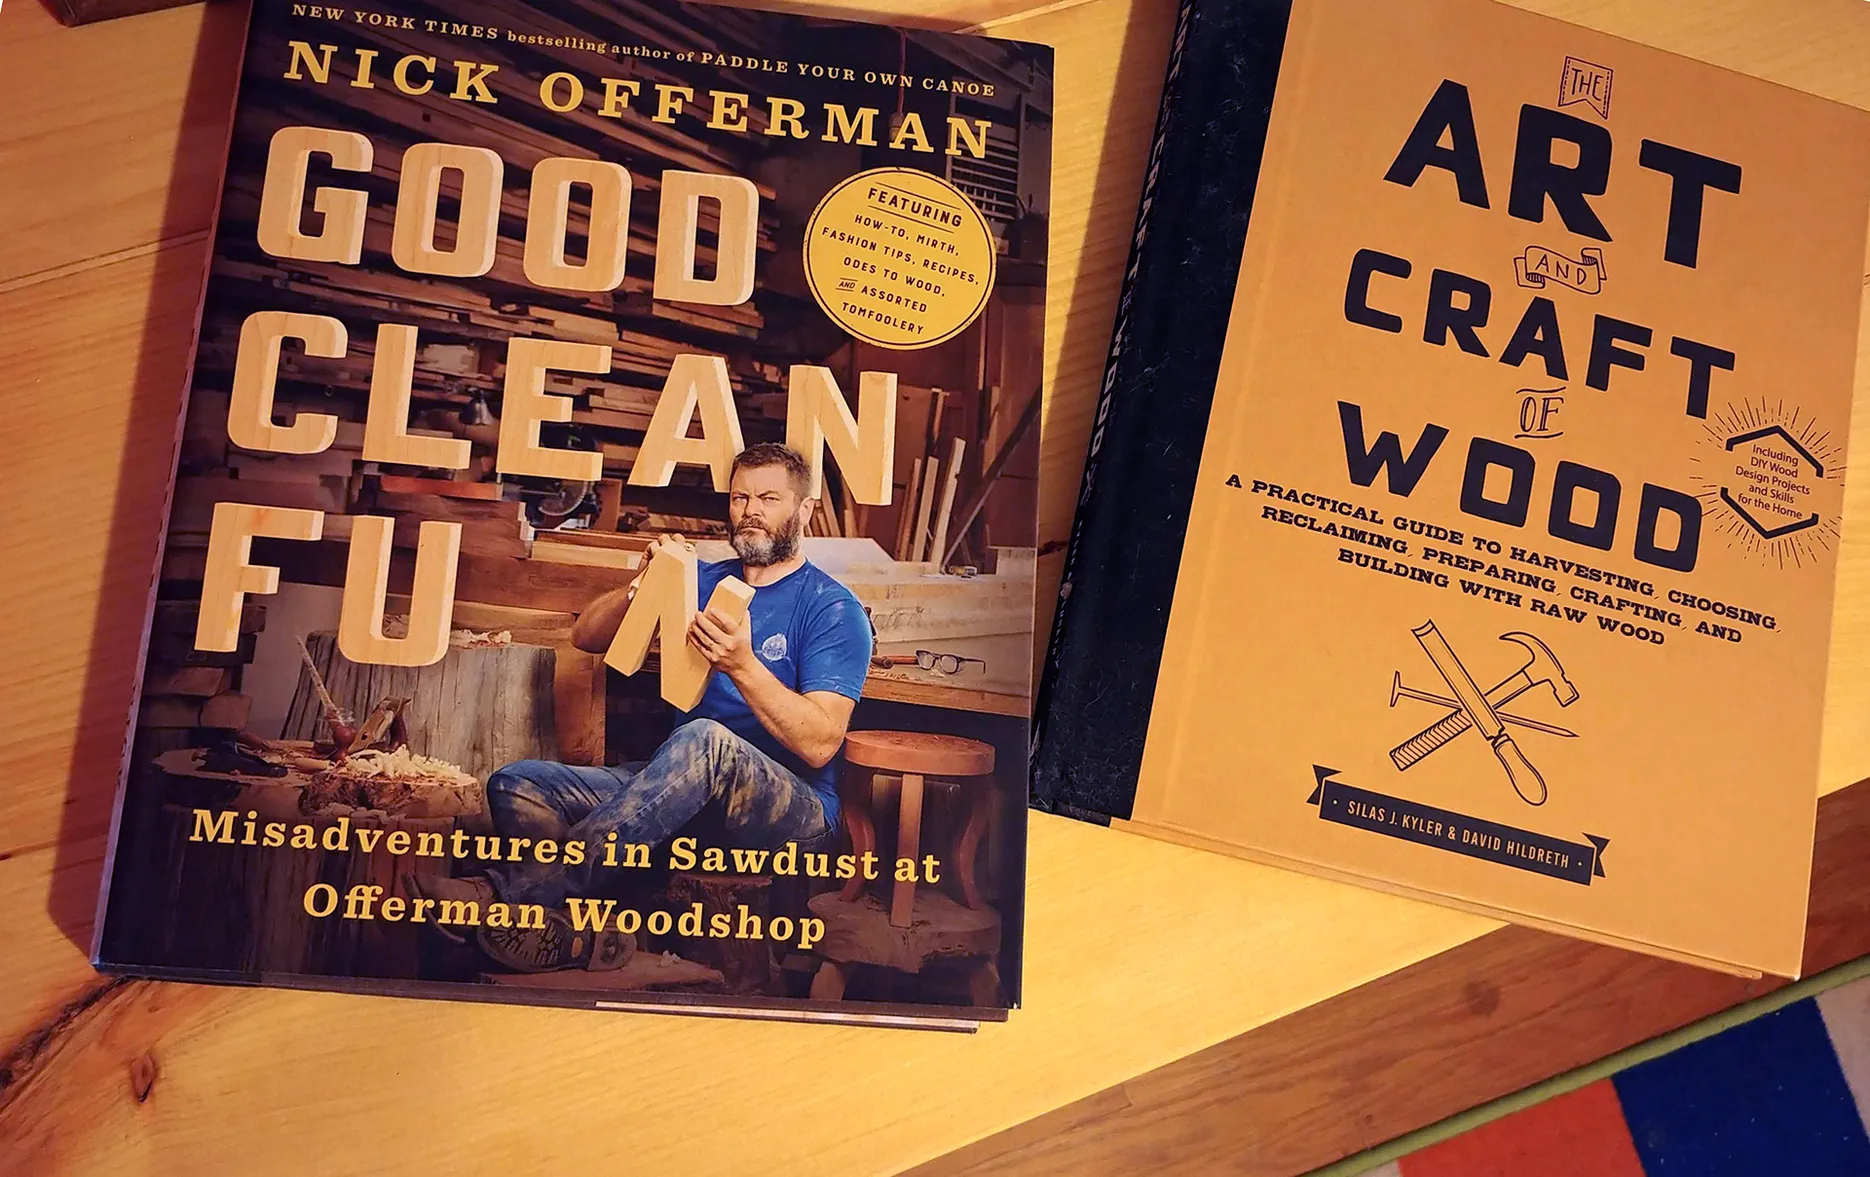 NEW YORK TIMES bestselling author of PADDLE YOUR OWN CANOE
NICK OFFERMAN
GOOD
CLEAN
FUN
FEATURING
HOW-TO, MIRTH,
FASHION TIPS, RECIPES,
ODES TO WOOD,
AND ASSORTED
TOMFOOLERY
Misadventures in Sawdust at
Offerman Woodshop
THE
ART
AND
CRAFT
OF
WOOD
Including
DIY Wood
Design Projects
and Skills
for the Home
A PRACTICAL GUIDE TO HARVESTING, CHOOSING,
RECLAIMING, PREPARING, CRAFTING, AND
BUILDING WITH RAW WOOD
SILAS J. KYLER & DAVID HILDRETH